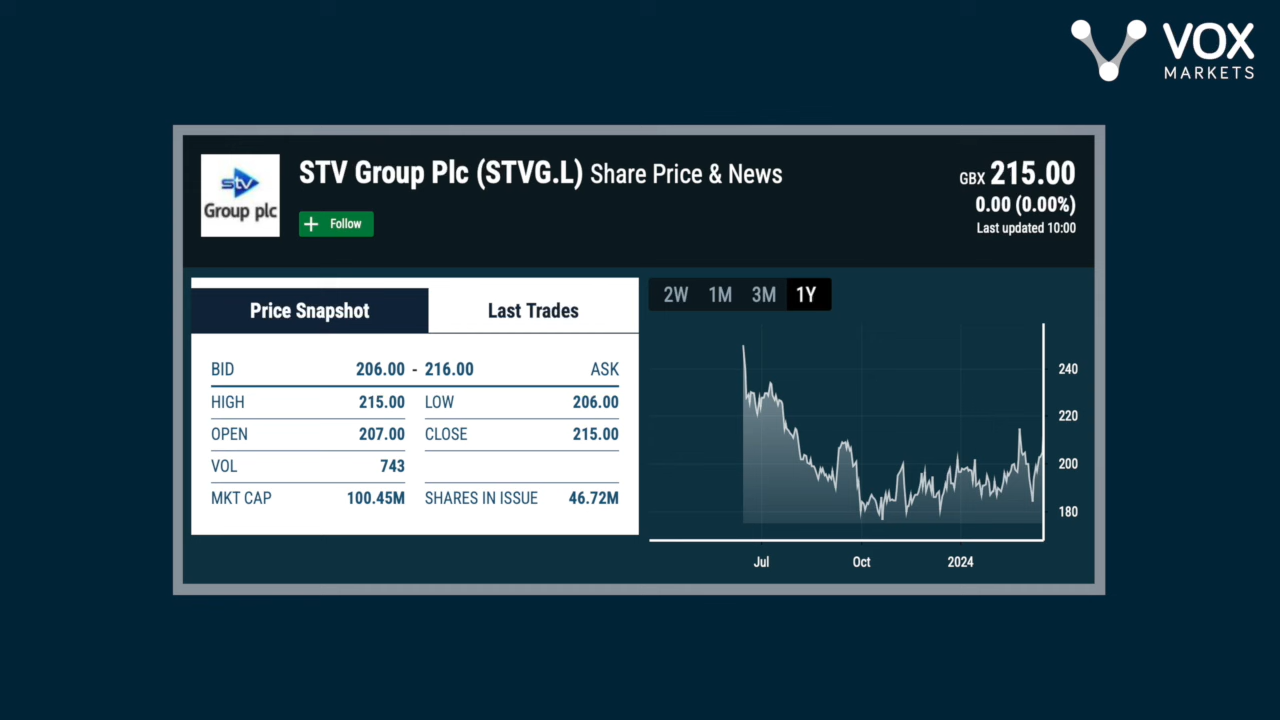 VOX
MARKETS
stv
Group plc
STV Group Plc (STVG.L) Share Price & News
+ Follow
GBX 215.00
0.00 (0.00%)
Last updated 10:00
Price Snapshot
Last Trades
BID 206.00 - 216.00 ASK
HIGH 215.00 LOW 206.00
OPEN 207.00 CLOSE 215.00
VOL 743
MKT CAP 100.45M SHARES IN ISSUE 46.72M
2W 1M 3M 1Y
240
220
200
180
Jul Oct 2024